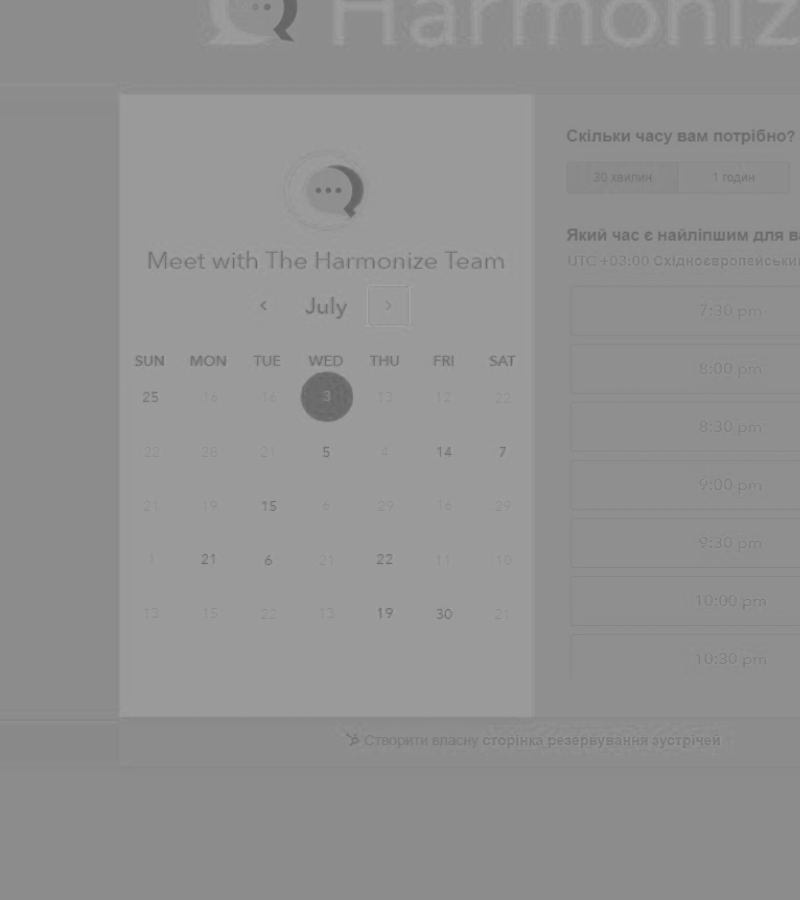 Harmoniz
Meet with The Harmonize Team
July
SUN MON TUE WED THU FRI SAT
25 16 16 3 13 12 22
22 28 21 5 4 14 7
21 19 15 6 29 16 29
1 21 6 21 22 11 10
13 15 22 13 19 30 21
Скільки часу вам потрібно?
30 хвилин 1 годин
Який час є найліпшим для в
UTC +03:00 Східноєвропейськи
7:30 pm
8:00 pm
8:30 pm
9:00 pm
9:30 pm
10:00 pm
10:30 pm
Створити власну сторінка резервування зустрічей